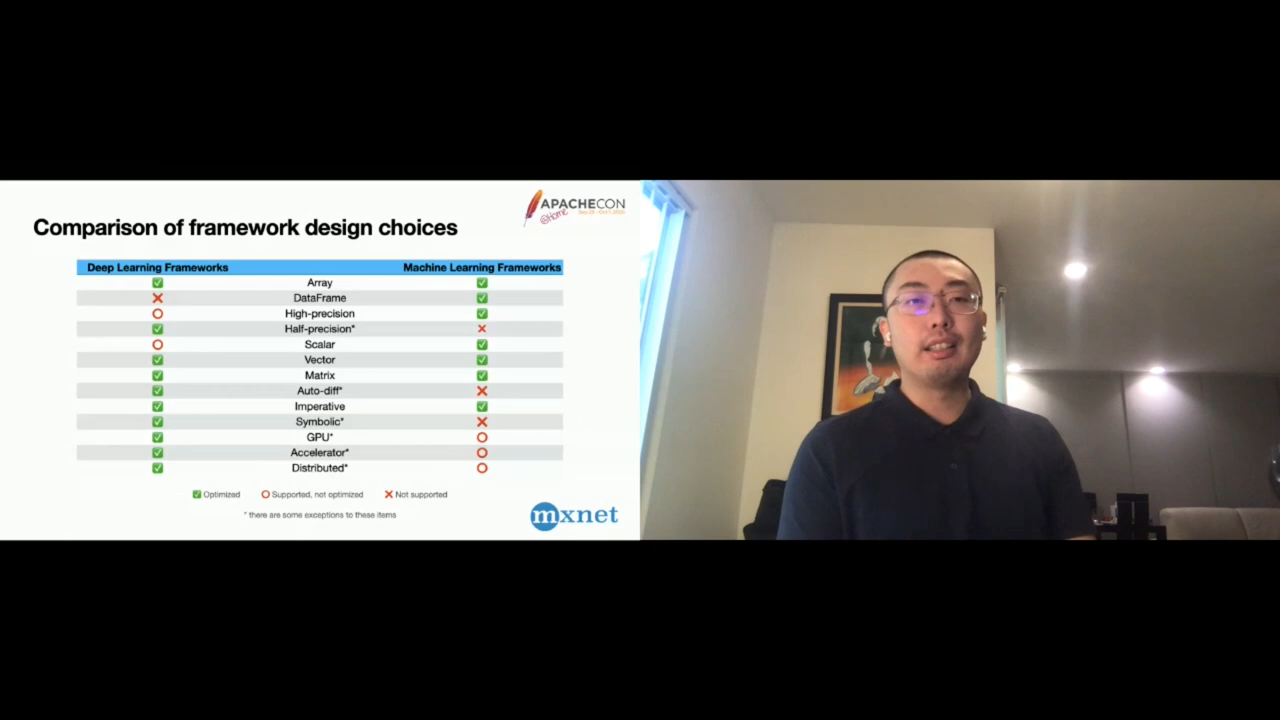 APACHECON
@Home
Comparison of framework design choices
Deep Learning Frameworks Machine Learning Frameworks
Array
DataFrame
High-precision
Half-precision*
Scalar
Vector
Matrix
Auto-diff*
Imperative
Symbolic*
GPU*
Accelerator*
Distributed*
Optimized Supported, not optimized Not supported
* there are some exceptions to these items
mxnet